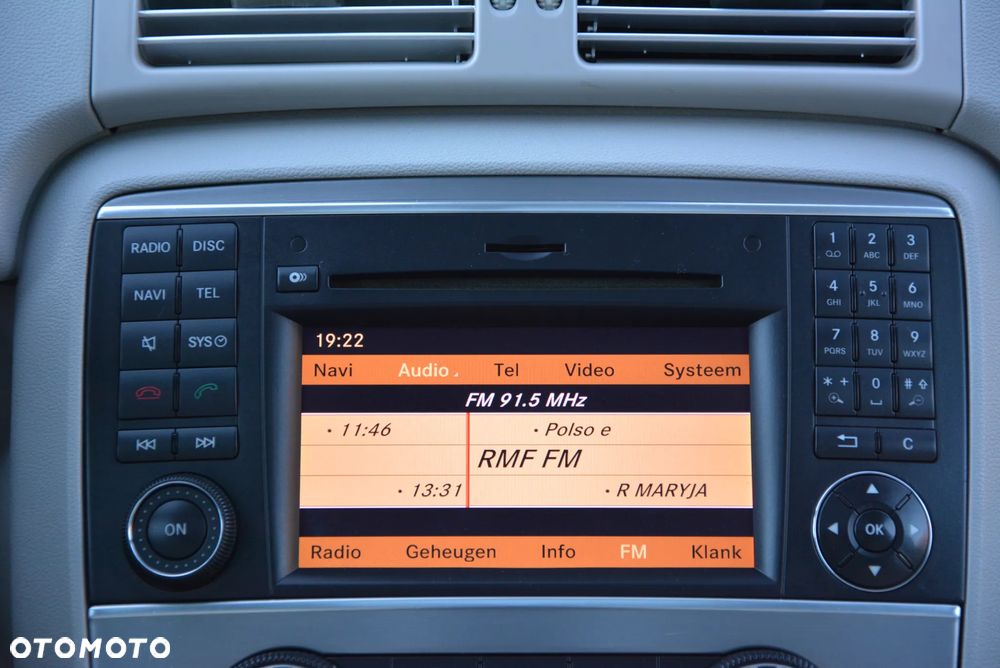 RADIO DISC
NAVI TEL
SYS
ON
19:22
Navi Audio Tel Video Systeem
FM 91.5 MHz
· 11:46 · Polso e
RMF FM
· 13:31 · R MARYJA
Radio Geheugen Info FM Klank
1 2 ABC 3 DEF
4 GHI 5 JKL 6 MNO
7 PQRS 8 TUV 9 WXYZ
* + 0 #
C
OK
OTOMOTO